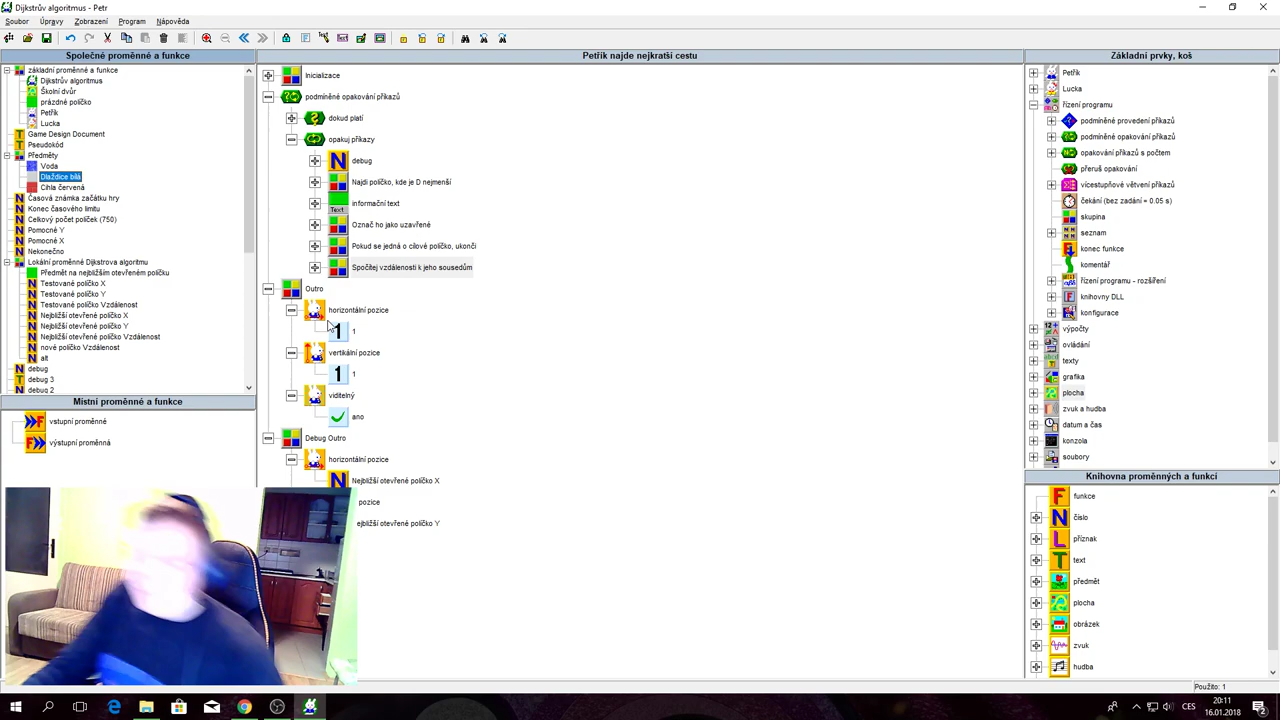 Dijkstrův algoritmus - Petr
Soubor Úpravy Zobrazení Program Nápověda
Společné proměnné a funkce
základní proměnné a funkce
Dijkstrův algoritmus
Školní dvůr
prázdné políčko
Petřík
Lucka
Game Design Document
Pseudokód
Předměty
Voda
Dlaždice bílá
Cihla červená
Časová známka začátku hry
Konec časového limitu
Celkový počet políček (750)
Pomocné Y
Pomocné X
Nekonečno
Lokální proměnné Dijkstrova algoritmu
Předmět na nejbližším otevřeném políčku
Testované políčko X
Testované políčko Y
Testované políčko Vzdálenost
Nejbližší otevřené políčko X
Nejbližší otevřené políčko Y
Nejbližší otevřené políčko Vzdálenost
nové políčko Vzdálenost
alt
debug
debug 3
debug 2
Místní proměnné a funkce
vstupní proměnné
výstupní proměnná
Petřík najde nejkratší cestu
Inicializace
podmíněné opakování příkazů
dokud platí
opakuj příkazy
debug
Najdi políčko, kde je D nejmenší
Text
informační text
Označ ho jako uzavřené
Pokud se jedná o cílové políčko, ukonči
Spočítej vzdálenosti k jeho sousedům
Outro
horizontální pozice
1
vertikální pozice
1
viditelný
ano
Debug Outro
horizontální pozice
Nejbližší otevřené políčko X
pozice
ejbližší otevřené políčko Y
Základní prvky, koš
Petřík
Lucka
řízení programu
podmíněné provedení příkazů
podmíněné opakování příkazů
opakování příkazů s počtem
přeruš opakování
vícestupňové větvení příkazů
čekání (bez zadání = 0.05 s)
skupina
seznam
konec funkce
komentář
řízení programu - rozšíření
knihovny DLL
konfigurace
výpočty
ovládání
texty
grafika
plocha
zvuk a hudba
datum a čas
konzola
soubory
Knihovna proměnných a funkcí
funkce
číslo
příznak
text
předmět
plocha
obrázek
zvuk
hudba
Použito: 1
CES
20:11
16.01.2018